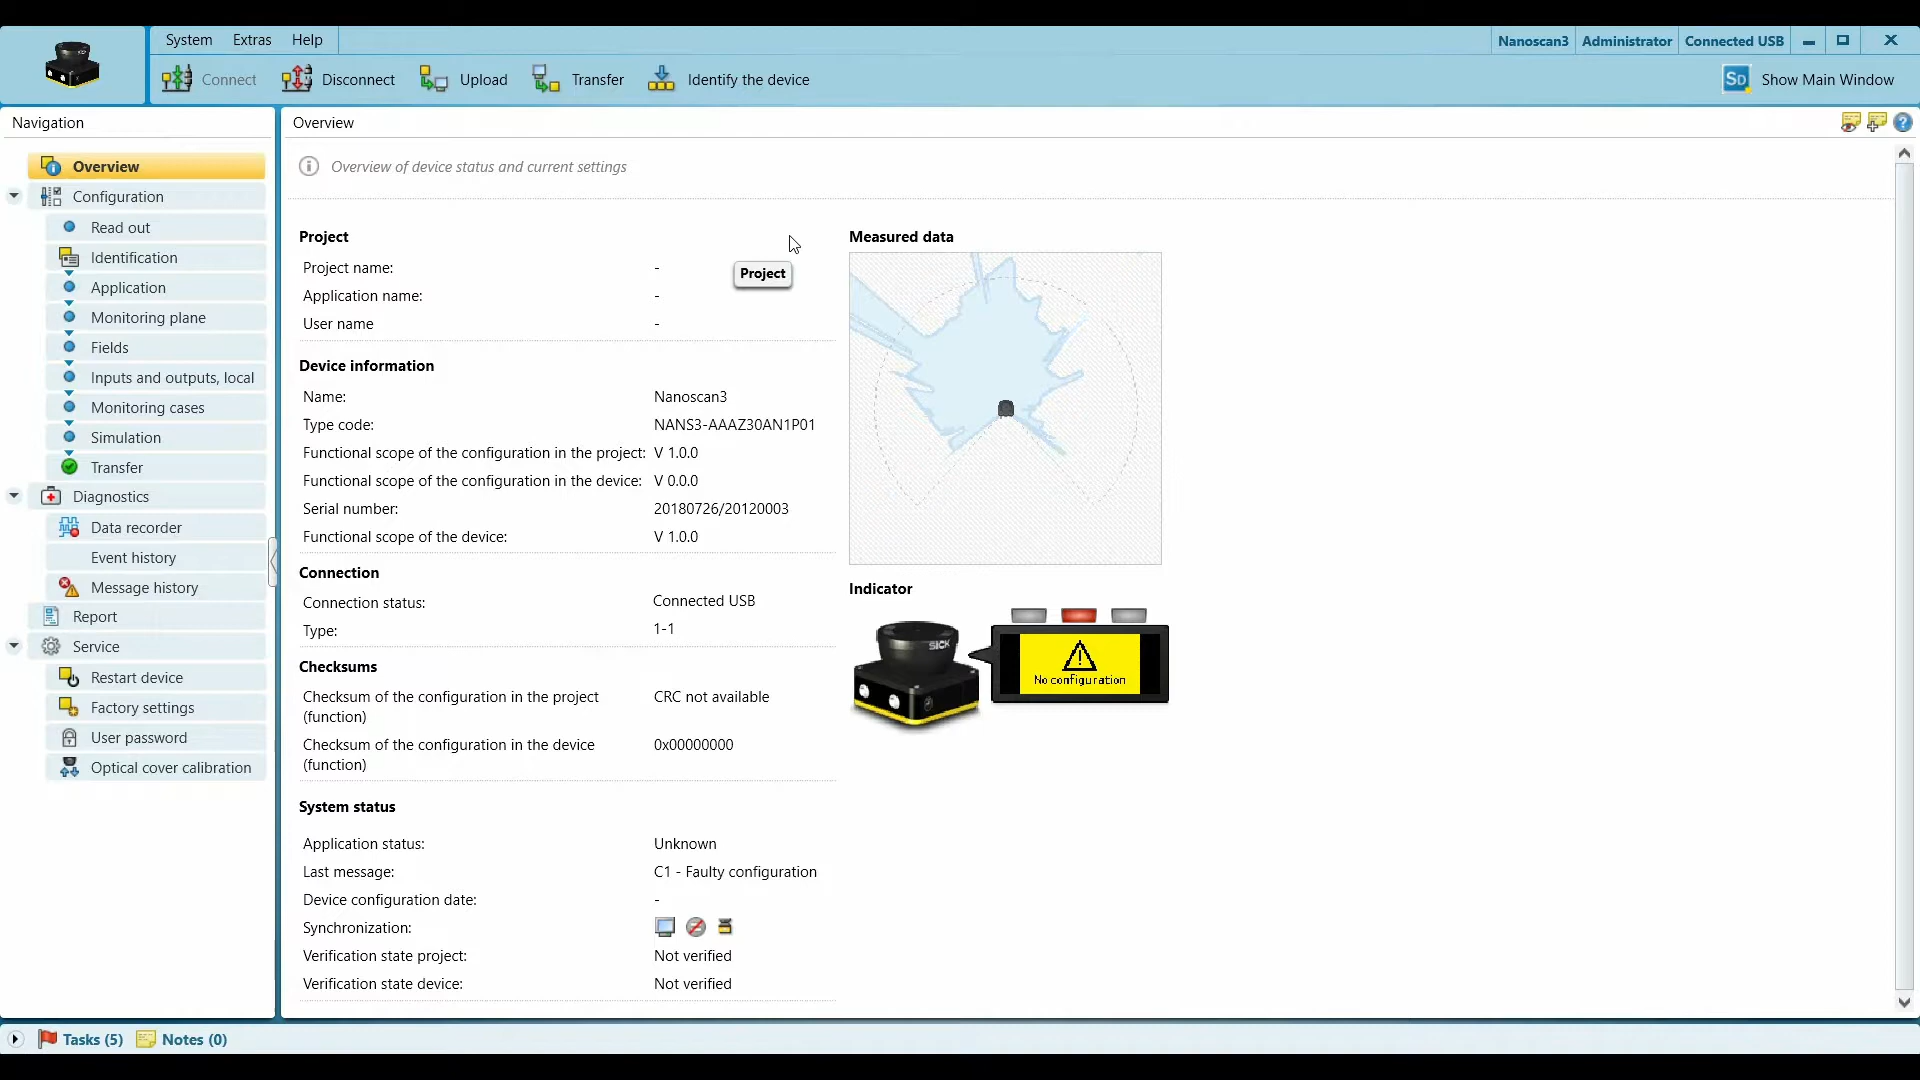 System Extras Help Nanoscan3 Administrator Connected USB
Connect Disconnect Upload Transfer Identify the device SD Show Main Window
Navigation
Overview
Configuration
Read out
Identification
Application
Monitoring plane
Fields
Inputs and outputs, local
Monitoring cases
Simulation
Transfer
Diagnostics
Data recorder
Event history
Message history
Report
Service
Restart device
Factory settings
User password
Optical cover calibration
Overview
Overview of device status and current settings
Project
Project name: -
Application name: -
User name -
Project
Device information
Name: Nanoscan3
Type code: NANS3-AAAZ30AN1P01
Functional scope of the configuration in the project: V 1.0.0
Functional scope of the configuration in the device: V 0.0.0
Serial number: 20180726/20120003
Functional scope of the device: V 1.0.0
Connection
Connection status: Connected USB
Type: 1-1
Checksums
Checksum of the configuration in the project CRC not available
(function)
Checksum of the configuration in the device 0x00000000
(function)
System status
Application status: Unknown
Last message: C1 - Faulty configuration
Device configuration date: -
Synchronization:
Verification state project: Not verified
Verification state device: Not verified
Measured data
Indicator
SICK
No configuration
Tasks (5) Notes (0)